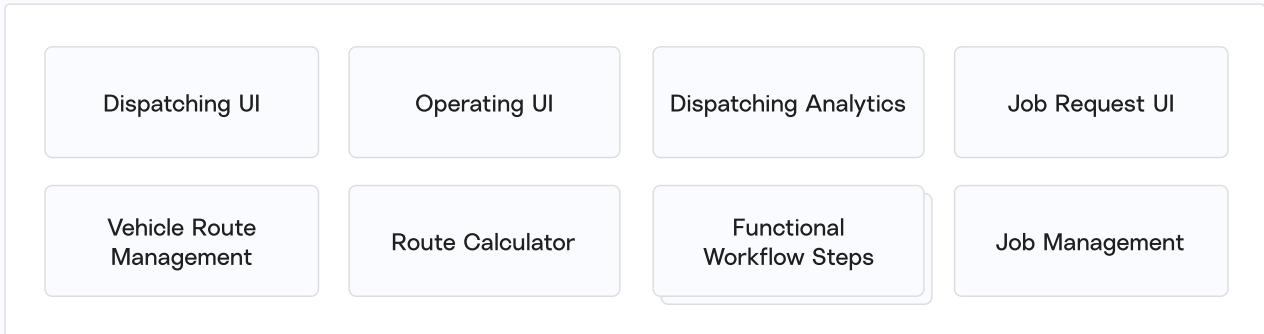 Dispatching UI
Operating UI
Dispatching Analytics
Job Request UI
Vehicle Route
Management
Route Calculator
Functional
Workflow Steps
Job Management